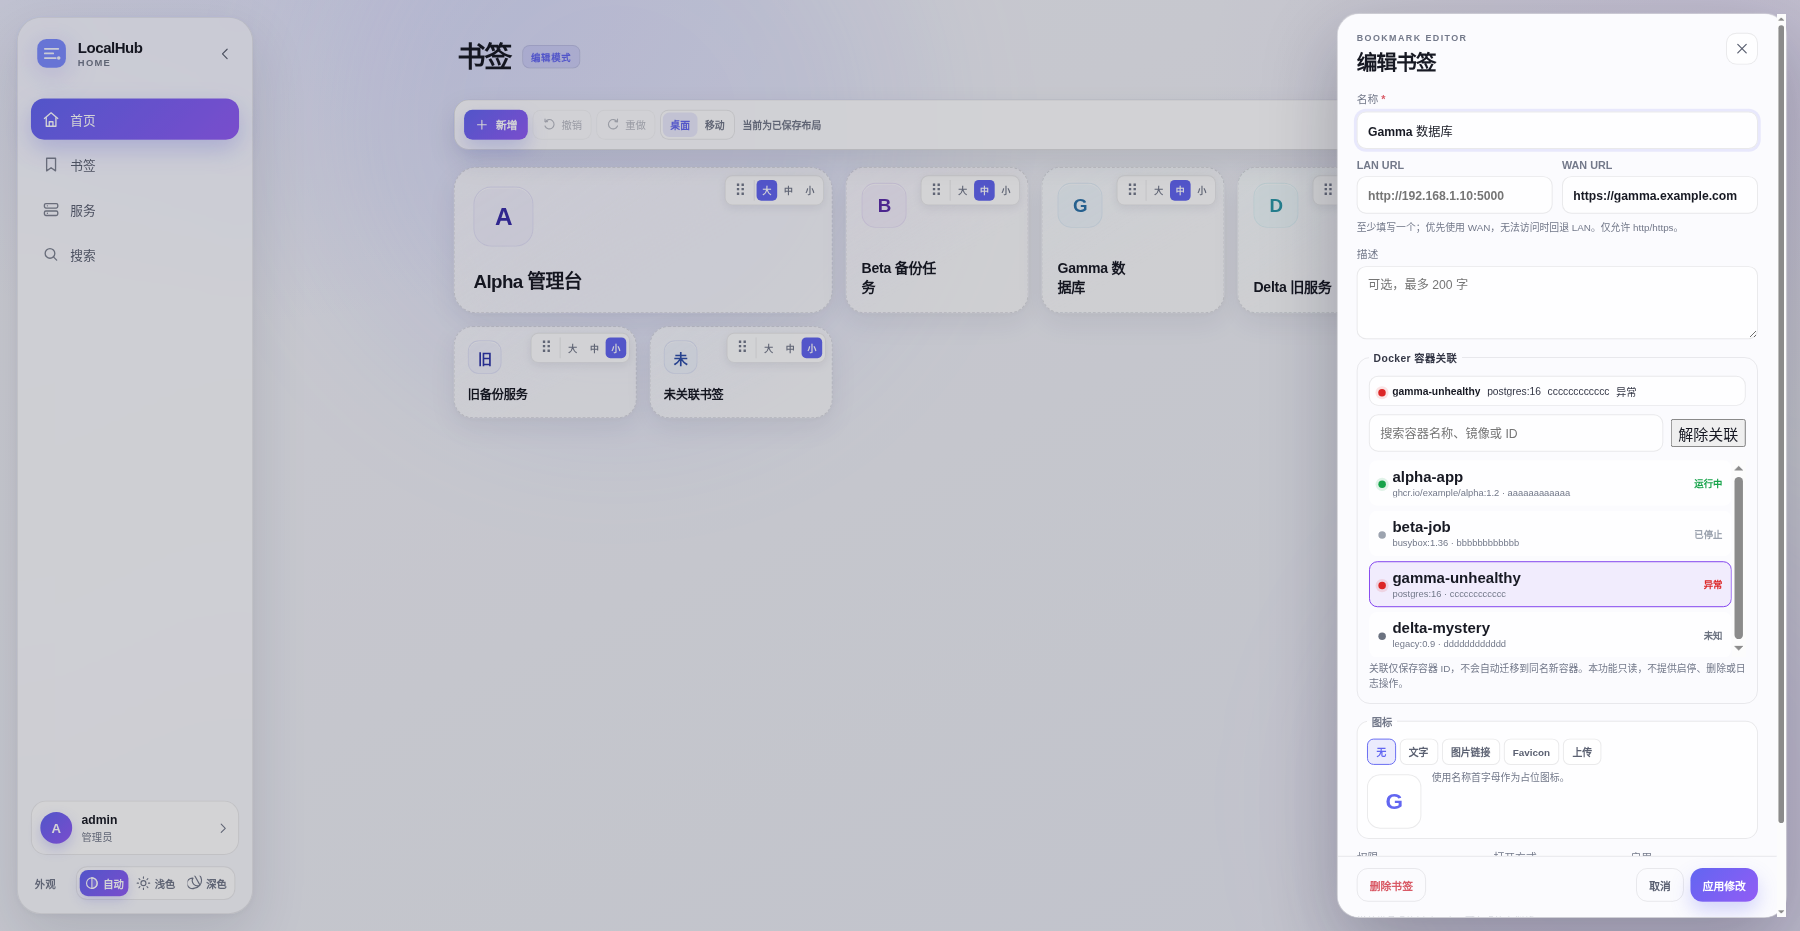 LocalHub
HOME
首页
书签
服务
搜索
A
admin
管理员
外观
自动
浅色
深色
书签
编辑模式
新增
撤销
重做
桌面
移动
当前为已保存布局
A
大 中 小
Alpha 管理台
B
大 中 小
Beta 备份任
务
G
大 中 小
Gamma 数
据库
D
Delta 旧服务
旧
大 中 小
旧备份服务
未
大 中 小
未关联书签
BOOKMARK EDITOR
编辑书签
名称 *
Gamma 数据库
LAN URL
WAN URL
http://192.168.1.10:5000
https://gamma.example.com
至少填写一个；优先使用 WAN，无法访问时回退 LAN。仅允许 http/https。
描述
可选，最多 200 字
Docker 容器关联
gamma-unhealthy postgres:16 cccccccccccc 异常
搜索容器名称、镜像或 ID
解除关联
alpha-app
ghcr.io/example/alpha:1.2 · aaaaaaaaaaaa
运行中
beta-job
busybox:1.36 · bbbbbbbbbbbb
已停止
gamma-unhealthy
postgres:16 · cccccccccccc
异常
delta-mystery
legacy:0.9 · dddddddddddd
未知
关联仅保存容器 ID，不会自动迁移到同名新容器。本功能只读，不提供启停、删除或日
志操作。
图标
无
文字
图片链接
Favicon
上传
G
使用名称首字母作为占位图标。
删除书签
取消
应用修改